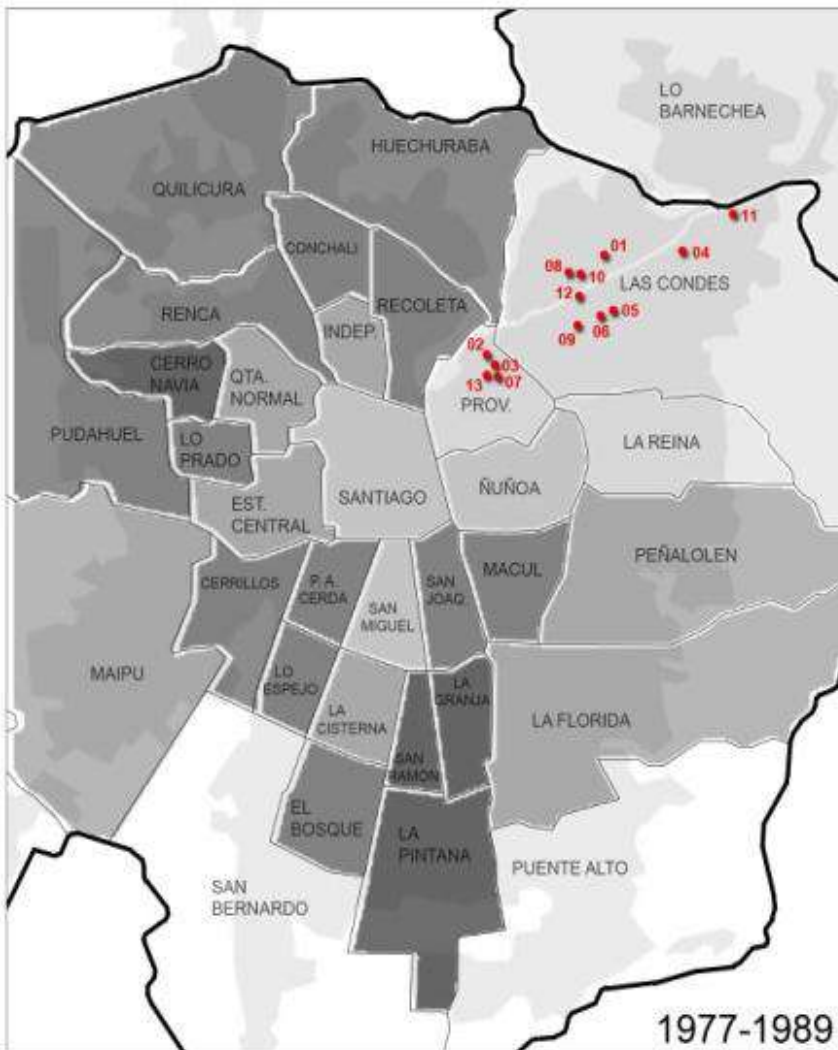 LO
BARNECHEA
HUECHURABA
QUILICURA
11
01
04
CONCHALI
08
10
LAS CONDES
RENCA
RECOLETA
12
05
INDEP.
06
09
02
CERRO
NAVIA
QTA.
NORMAL
03
13
07
PROV.
PUDAHUEL
LO
PRADO
LA REINA
SANTIAGO
ÑUÑOA
EST.
CENTRAL
PEÑALOLEN
MACUL
CERRILLOS
P. A.
CERDA
SAN
JOAQ.
SAN
MIGUEL
MAIPU
LO
ESPEJO
LA
GRANJA
LA
CISTERNA
LA FLORIDA
SAN
RAMON
EL
BOSQUE
LA
PINTANA
PUENTE ALTO
SAN
BERNARDO
1977-1989